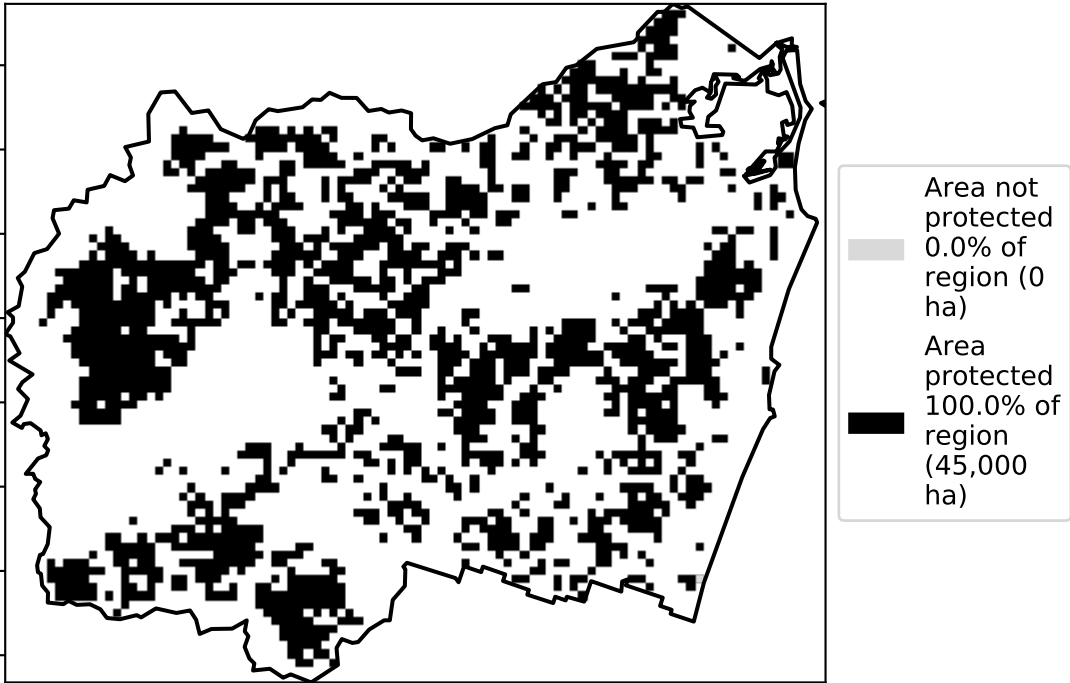 Area not
protected
0.0% of
region (0
ha)
Area
protected
100.0% of
region
(45,000
ha)